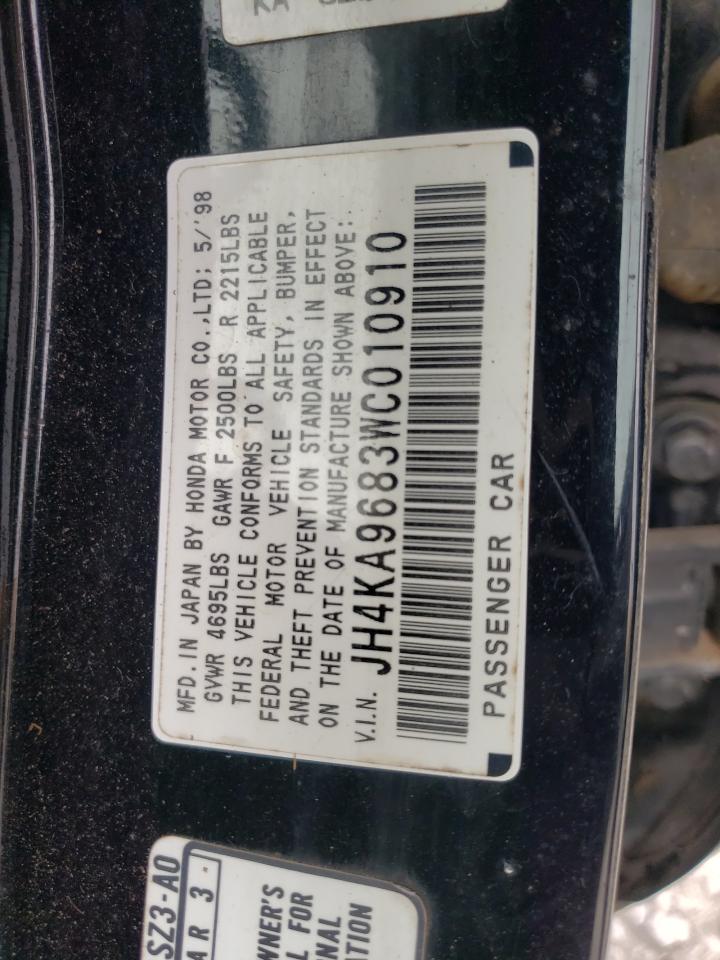 MFD. IN JAPAN BY HONDA MOTOR CO.,LTD; 5/'98
GVWR 4695LBS GAWR F 2500LBS R 2215LBS
THIS VEHICLE CONFORMS TO ALL APPLICABLE
FEDERAL MOTOR VEHICLE SAFETY, BUMPER,
AND THEFT PREVENTION STANDARDS IN EFFECT
ON THE DATE OF MANUFACTURE SHOWN ABOVE:
V.I.N. JH4KA9683WC010910
PASSENGER CAR
SZ3-A0
AR 3
WNER'S
L FOR
NAL
TION